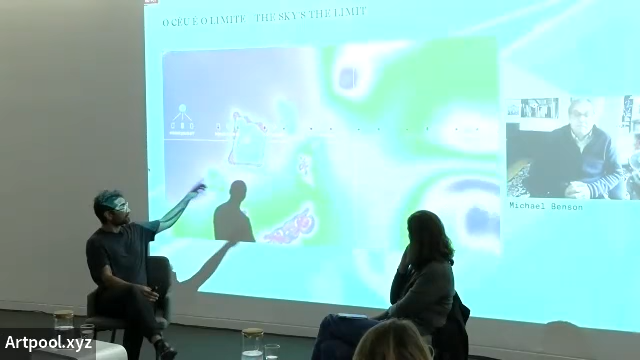 O CÉU É O LIMITE THE SKY'S THE LIMIT
Michael Benson
Artpool.xyz